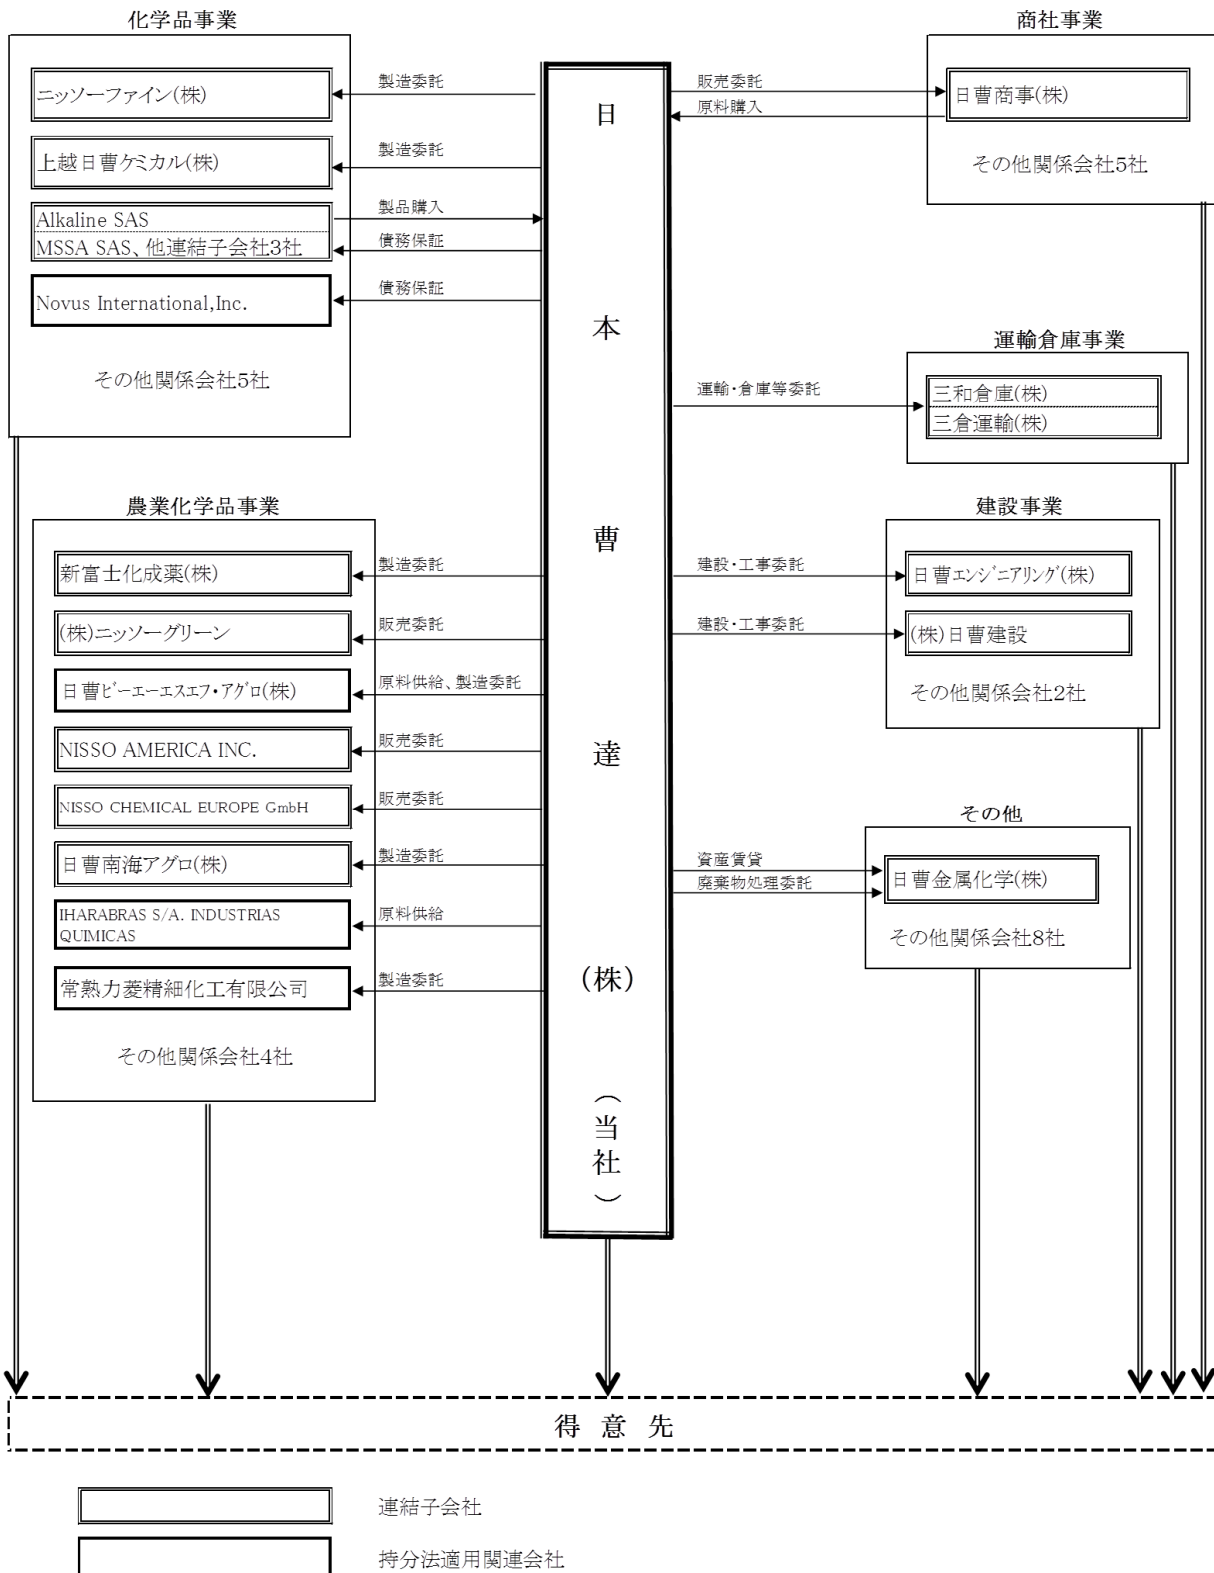 化学品事業
ニッソーファイン(株)
製造委託
上越日曹ケミカル(株)
製造委託
Alkaline SAS
製品購入
MSSA SAS、他連結子会社3社
債務保証
Novus International,Inc.
債務保証
その他関係会社5社
農業化学品事業
新富士化成薬(株)
製造委託
(株)ニッソーグリーン
販売委託
日曹ビーエーエスエフ・アグロ(株)
原料供給、製造委託
NISSO AMERICA INC.
販売委託
NISSO CHEMICAL EUROPE GmbH
販売委託
日曹南海アグロ(株)
製造委託
IHARABRAS S/A. INDUSTRIAS
QUIMICAS
原料供給
常熟力菱精細化工有限公司
製造委託
その他関係会社4社
日
本
曹
達
(株)
(当社)
商社事業
販売委託
原料購入
日曹商事(株)
その他関係会社5社
運輸倉庫事業
運輸・倉庫等委託
三和倉庫(株)
三倉運輸(株)
建設事業
建設・工事委託
日曹エンジニアリング(株)
建設・工事委託
(株)日曹建設
その他関係会社2社
その他
資産賃貸
廃棄物処理委託
日曹金属化学(株)
その他関係会社8社
得意先
連結子会社
持分法適用関連会社